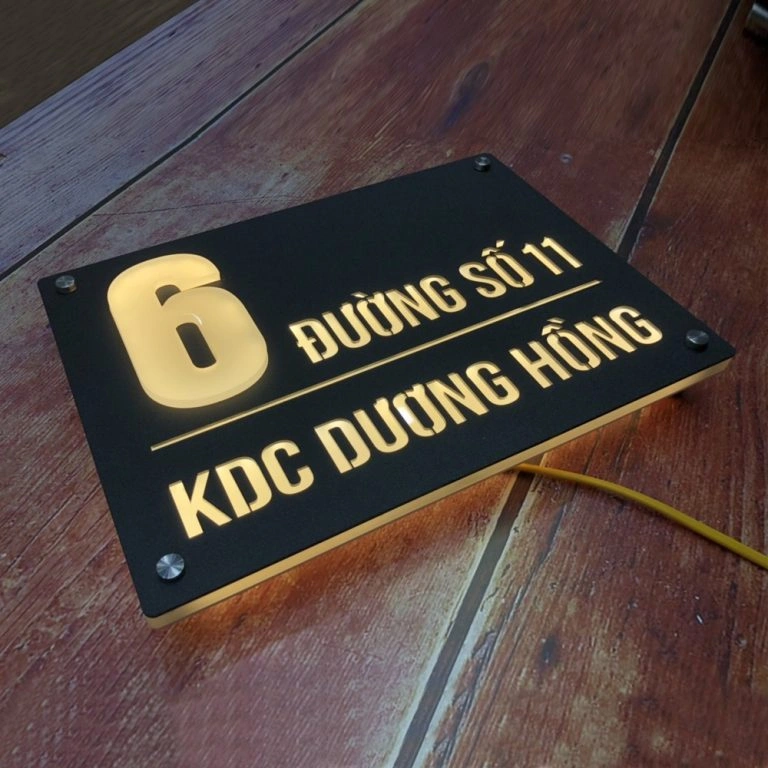 6
ĐƯỜNG SỐ 11
KDC DƯƠNG HỒNG